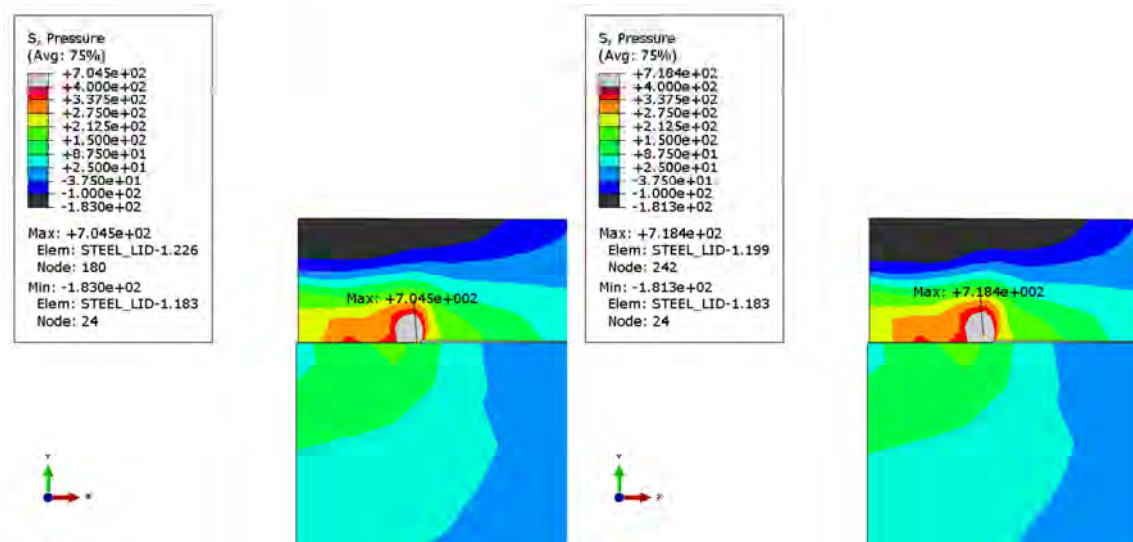 S, Pressure
(Avg: 75%)
+7.045e+02
+4.000e+02
+3.375e+02
+2.750e+02
+2.125e+02
+1.500e+02
+8.750e+01
+2.500e+01
-3.750e+01
-1.000e+02
-1.830e+02
Max: +7.045e+02
Elem: STEEL_LID-1.226
Node: 180
Min: -1.830e+02
Elem: STEEL_LID-1.183
Node: 24
Max: +7.045e+002
Y
S, Pressure
(Avg: 75%)
+7.184e+02
+4.000e+02
+3.375e+02
+2.750e+02
+2.125e+02
+1.500e+02
+8.750e+01
+2.500e+01
-3.750e+01
-1.000e+02
-1.813e+02
Max: +7.184e+02
Elem: STEEL_LID-1.199
Node: 242
Min: -1.813e+02
Elem: STEEL_LID-1.183
Node: 24
Max: +7.184e+002
Y